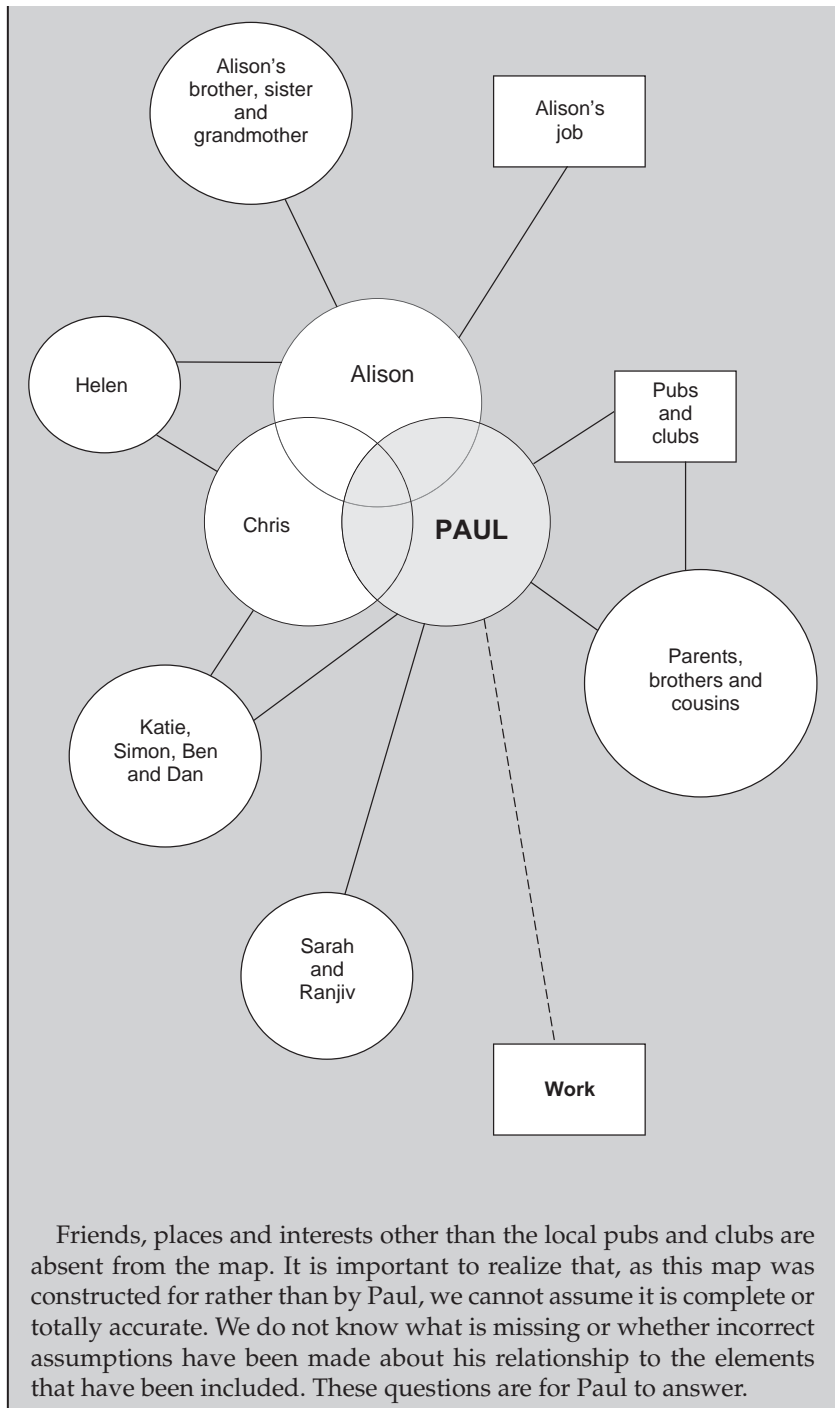 Alison's
brother, sister
and
grandmother
Alison's
job
Helen
Alison
Pubs
and
clubs
Chris
PAUL
Parents,
brothers and
cousins
Katie,
Simon, Ben
and Dan
Sarah
and
Ranjiv
Work
Friends, places and interests other than the local pubs and clubs are
absent from the map. It is important to realize that, as this map was
constructed for rather than by Paul, we cannot assume it is complete or
totally accurate. We do not know what is missing or whether incorrect
assumptions have been made about his relationship to the elements
that have been included. These questions are for Paul to answer.